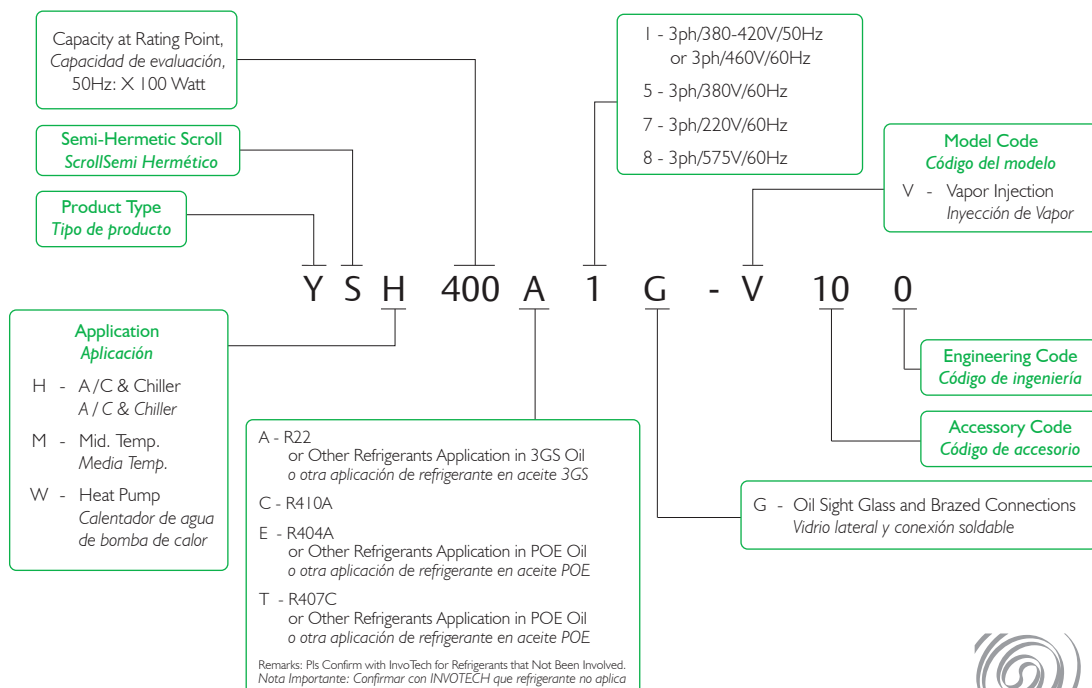 Capacity at Rating Point,
Capacidad de evaluación,
50Hz: X 100 Watt
Semi-Hermetic Scroll
ScrollSemi Hermético
Product Type
Tipo de producto
1 - 3ph/380-420V/50Hz
or 3ph/460V/60Hz
5 - 3ph/380V/60Hz
7 - 3ph/220V/60Hz
8 - 3ph/575V/60Hz
Model Code
Código del modelo
V - Vapor Injection
Inyección de Vapor
Y S H 400 A 1 G - V 10 0
Application
Aplicación
H - A/C & Chiller
A / C & Chiller
M - Mid. Temp.
Media Temp.
W - Heat Pump
Calentador de agua
de bomba de calor
A - R22
or Other Refrigerants Application in 3GS Oil
o otra aplicación de refrigerante en aceite 3GS
C - R410A
E - R404A
or Other Refrigerants Application in POE Oil
o otra aplicación de refrigerante en aceite POE
T - R407C
or Other Refrigerants Application in POE Oil
o otra aplicación de refrigerante en aceite POE
Remarks: Pls Confirm with InvoTech for Refrigerants that Not Been Involved.
Nota Importante: Confirmar con INVOTECH que refrigerante no aplica
Engineering Code
Código de ingeniería
Accessory Code
Código de accesorio
G - Oil Sight Glass and Brazed Connections
Vidrio lateral y conexión soldable